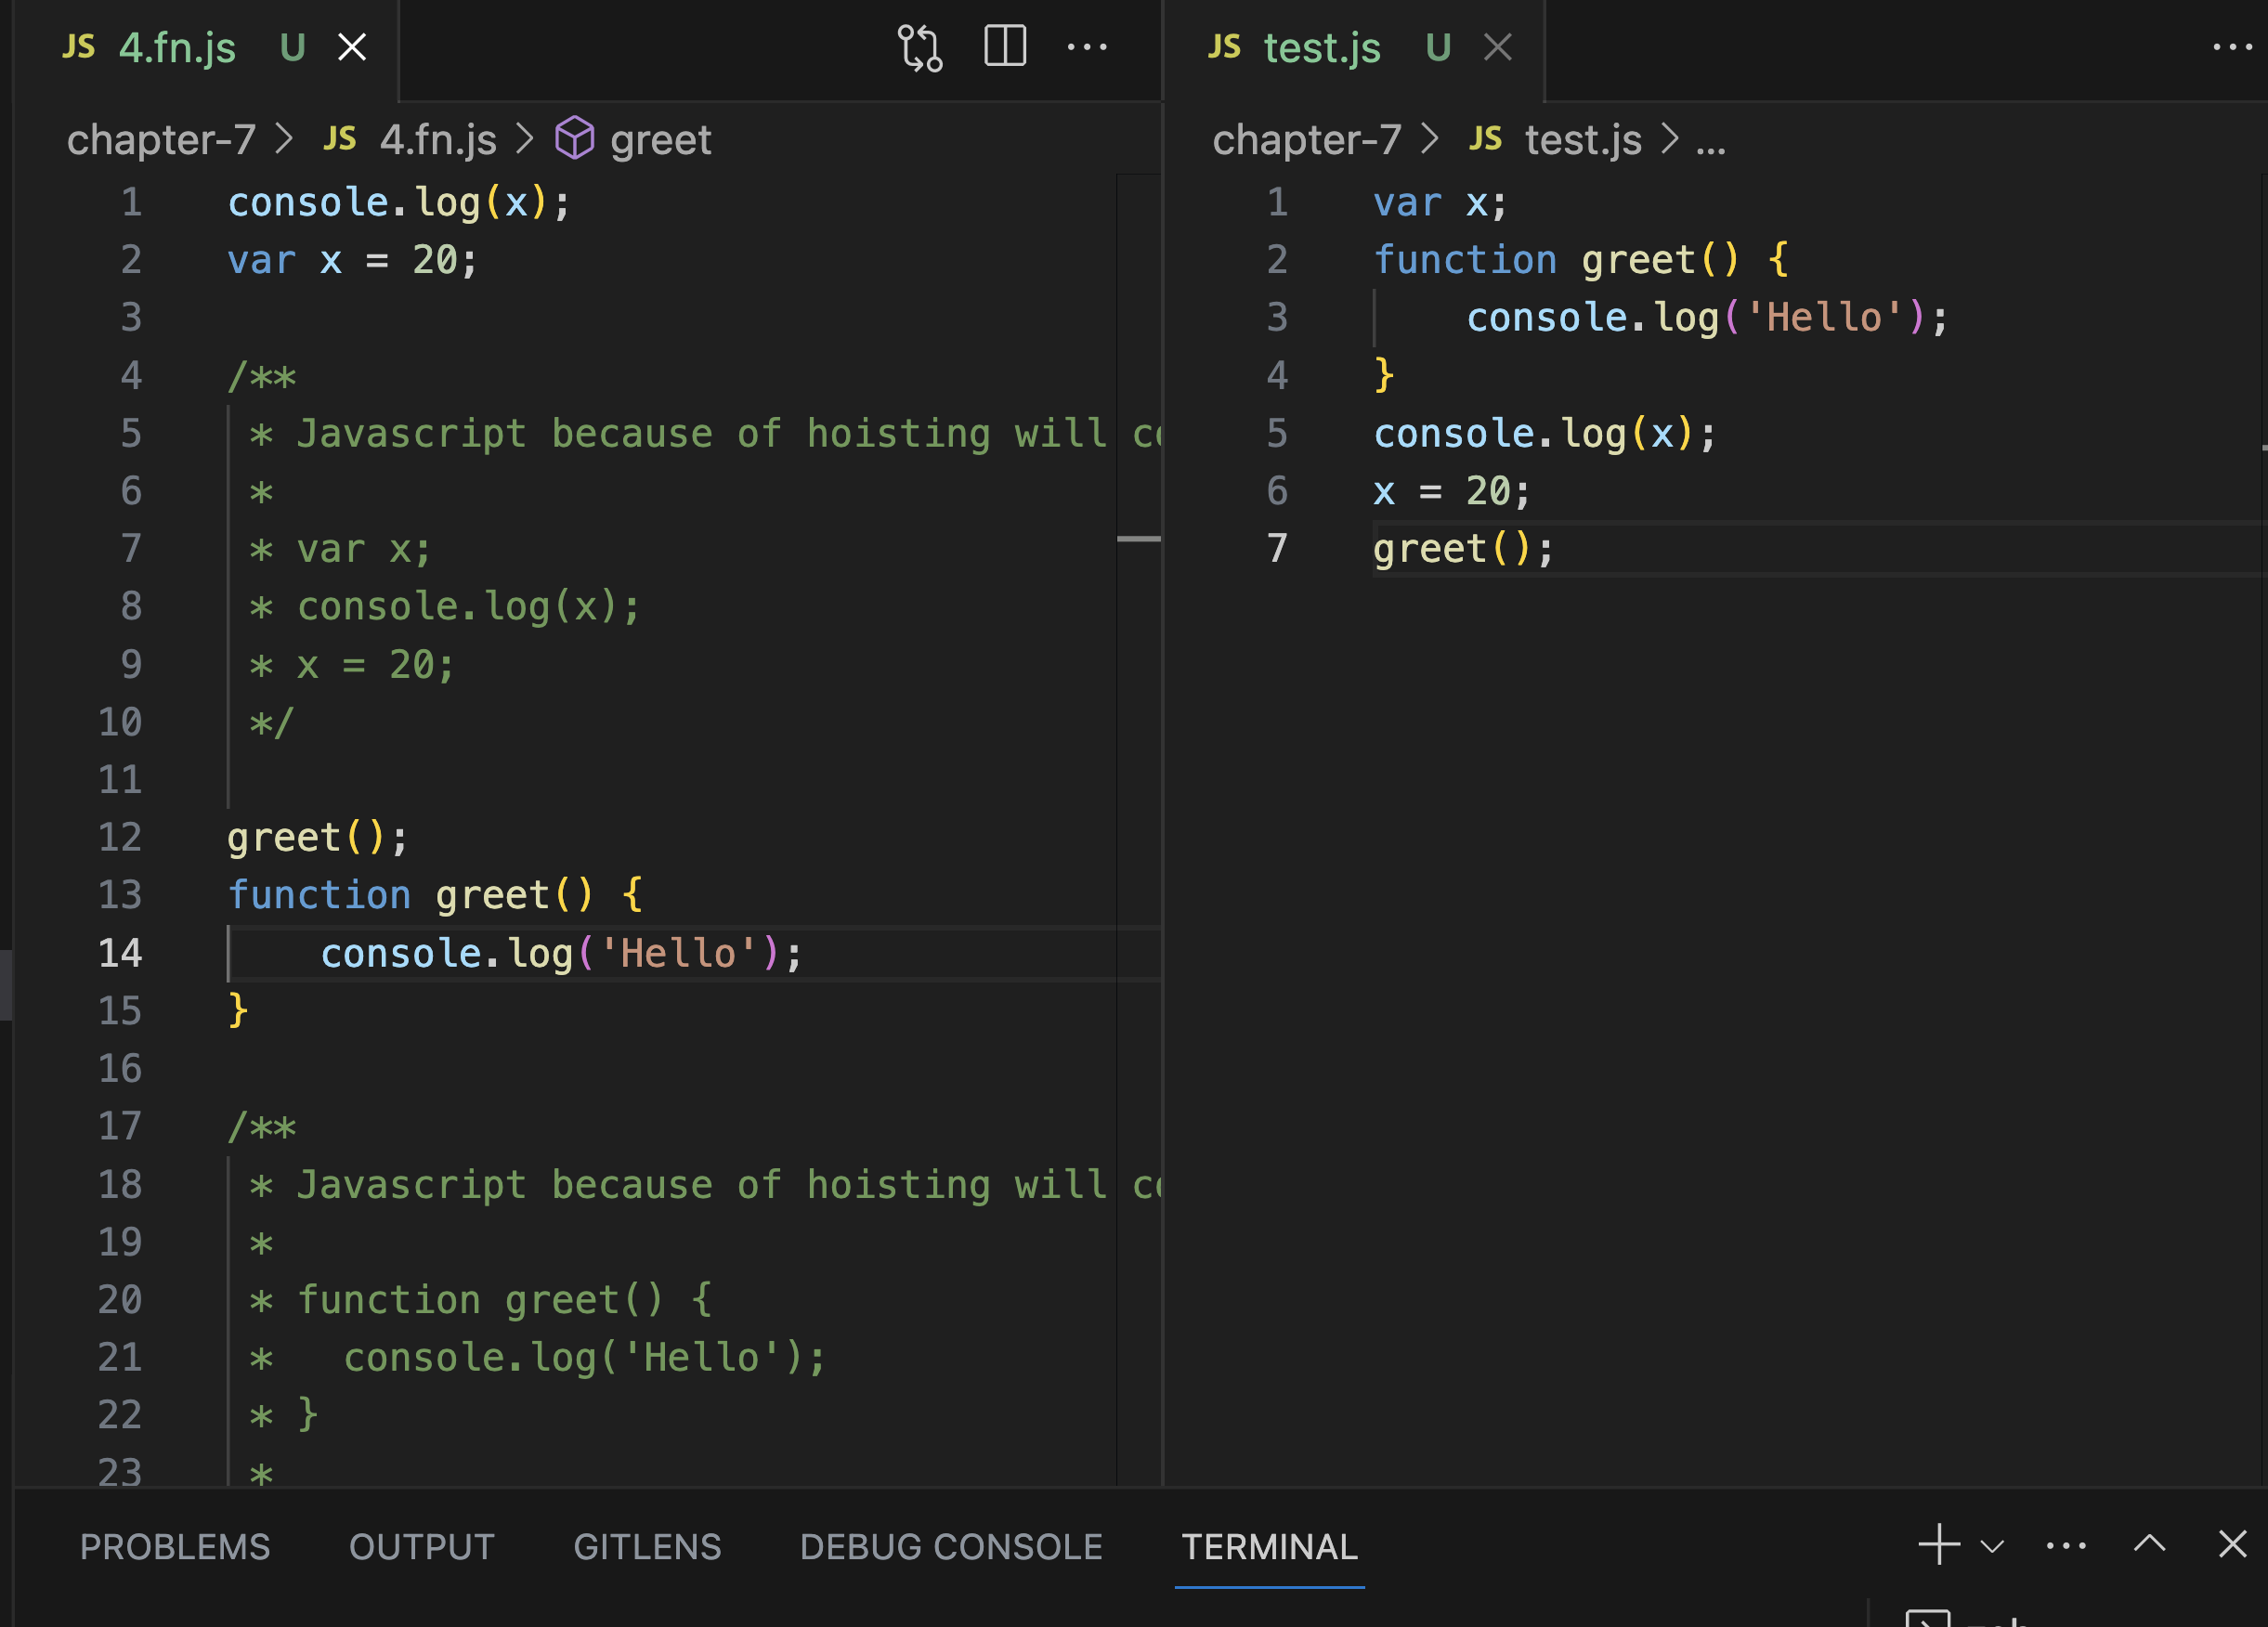 JS 4.fn.js U
chapter-7 > JS 4.fn.js > greet
1 console.log(x);
2 var x = 20;
3
4 /**
5 * Javascript because of hoisting will
6 *
7 * var x;
8 * console.log(x);
9 * x = 20;
10 */
11
12 greet();
13 function greet() {
14 console.log('Hello');
15 }
16
17 /**
18 * Javascript because of hoisting will
19 *
20 * function greet() {
21 * console.log('Hello');
22 * }
23 *
JS test.js U
chapter-7 > JS test.js > ...
1 var x;
2 function greet() {
3 console.log('Hello');
4 }
5 console.log(x);
6 x = 20;
7 greet();
PROBLEMS OUTPUT GITLENS DEBUG CONSOLE TERMINAL